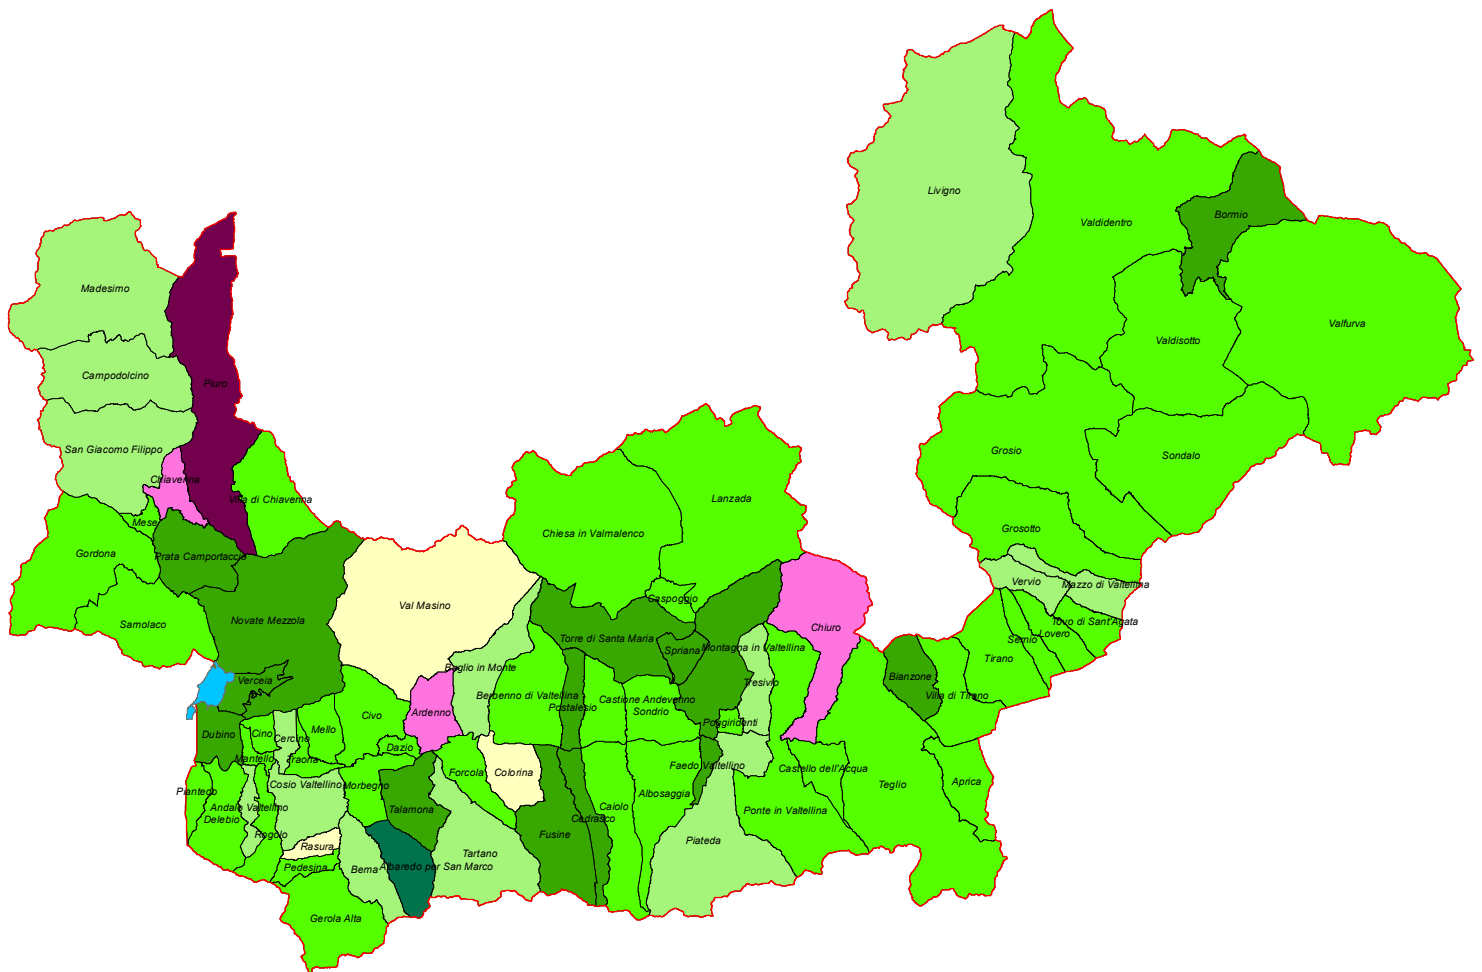 Livigno
Bormio
Valdidentro
Madesimo
Valfurva
Valdisotto
Campodolcino
Piuro
San Giacomo Filippo
Grosio
Sondalo
Chiavenna
Villa di Chiavenna
Lanzada
Mese
Grosotto
Chiesa in Valmalenco
Gordona
Prata Camportaccio
Vervio
Mazzo di Valtellina
Caspoggio
Val Masino
Samolaco
Novate Mezzola
Tovo di Sant'Agata
Chiuro
Lovero
Sernio
Torre di Santa Maria
Spriana
Montagna in Valtellina
Tirano
Buglio in Monte
Bianzone
Verceia
Tresivio
Berbenno di Valtellina
Villa di Tirano
Castione Andevenno
Postalesio
Sondrio
Ardenno
Civo
Poggiridenti
Mello
Dubino
Cino
Cercino
Dazio
Mantello
Traona
Faedo Valtellino
Castello dell'Acqua
Forcola
Colorina
Aprica
Teglio
Cosio Valtellino
Morbegno
Piantedo
Albosaggia
Andalo Valtellino
Caiolo
Talamona
Ponte in Valtellina
Delebio
Cedrasco
Rogolo
Fusine
Piateda
Rasura
Tartano
Pedesina
Bema
Albaredo per San Marco
Gerola Alta